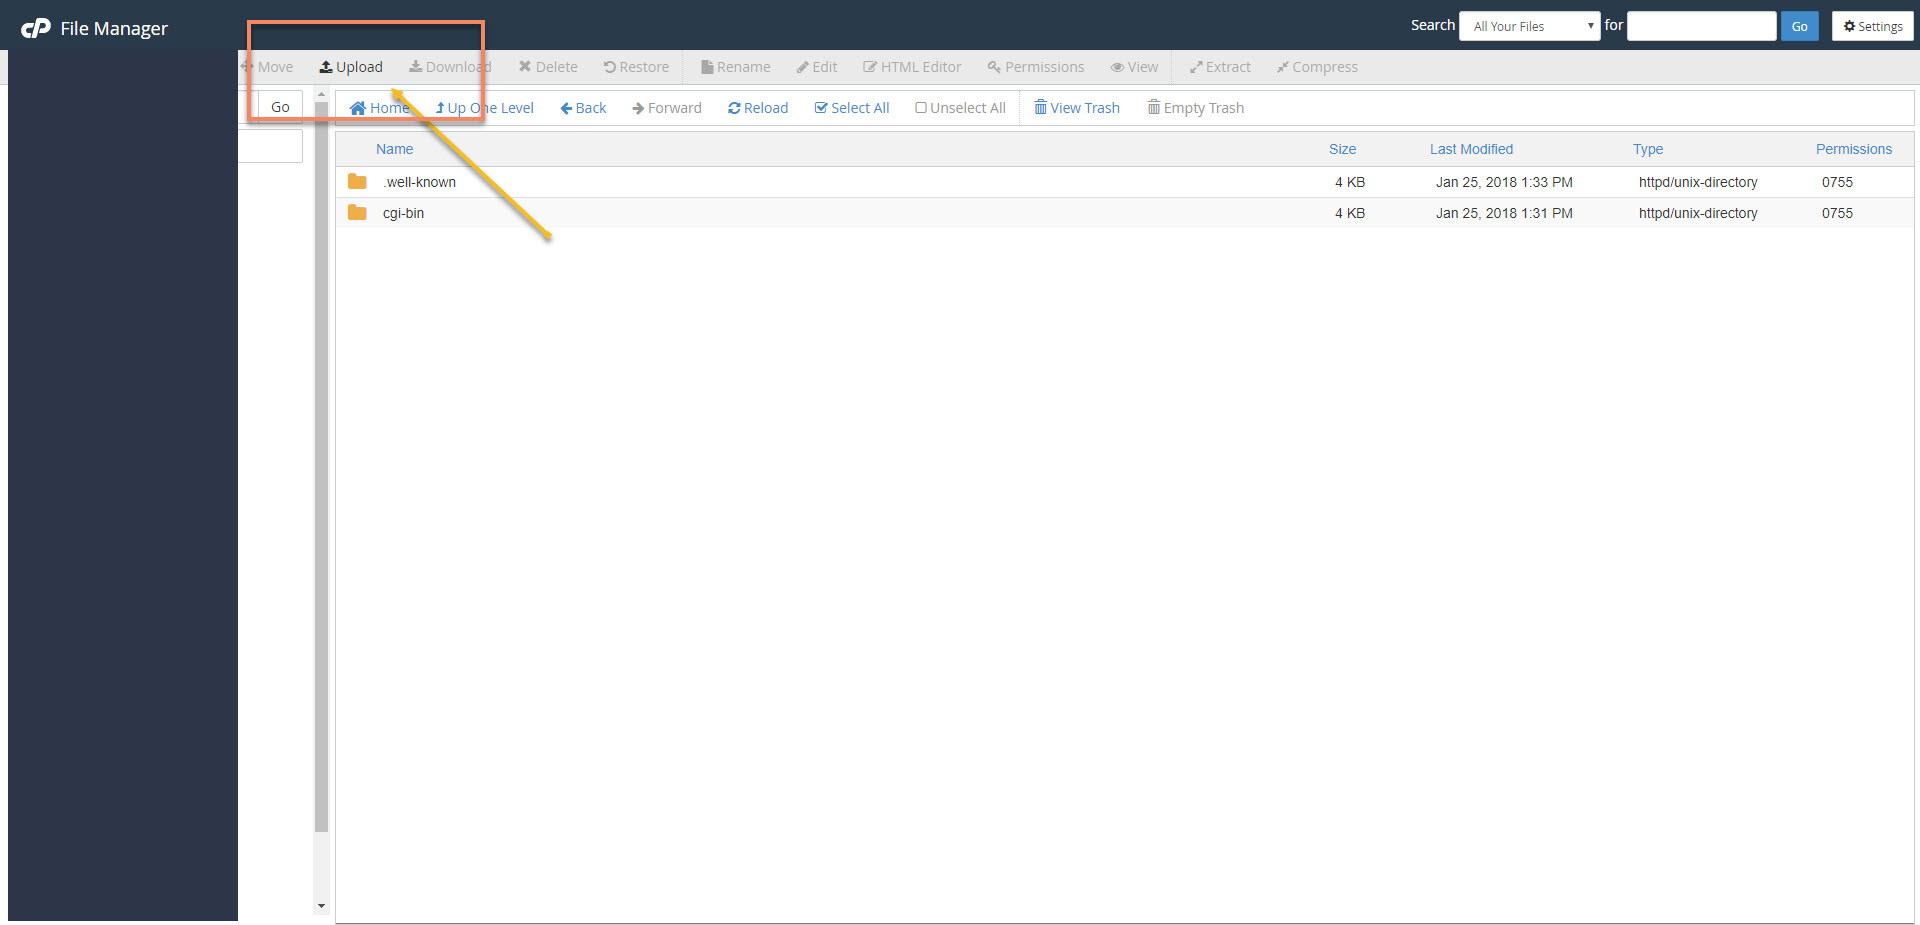 cP File Manager
Search All Your Files for Go Settings
Move Upload Download Delete Restore Rename Edit HTML Editor Permissions View Extract Compress
Go Home Up One Level Back Forward Reload Select All Unselect All View Trash Empty Trash
Name Size Last Modified Type Permissions
.well-known 4 KB Jan 25, 2018 1:33 PM httpd/unix-directory 0755
cgi-bin 4 KB Jan 25, 2018 1:31 PM httpd/unix-directory 0755